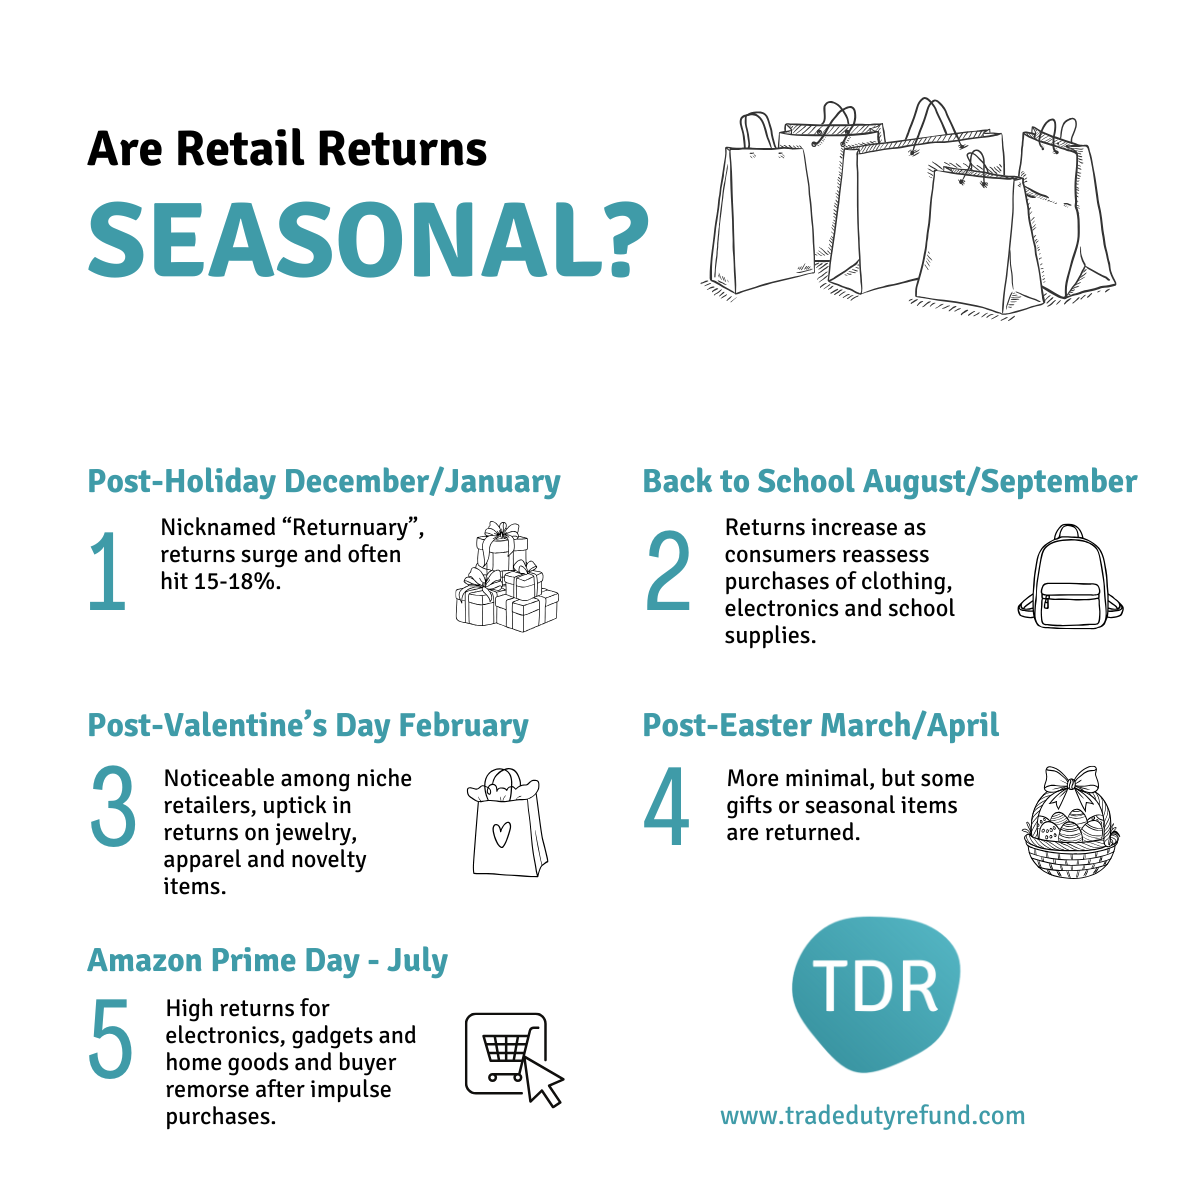 Are Retail Returns
SEASONAL?
Post-Holiday December/January
1
Nicknamed “Returnuary”,
returns surge and often
hit 15-18%.
Back to School August/September
2
Returns increase as
consumers reassess
purchases of clothing,
electronics and school
supplies.
Post-Valentine’s Day February
3
Noticeable among niche
retailers, uptick in
returns on jewelry,
apparel and novelty
items.
Post-Easter March/April
4
More minimal, but some
gifts or seasonal items
are returned.
Amazon Prime Day - July
5
High returns for
electronics, gadgets and
home goods and buyer
remorse after impulse
purchases.
TDR
www.tradedutyrefund.com